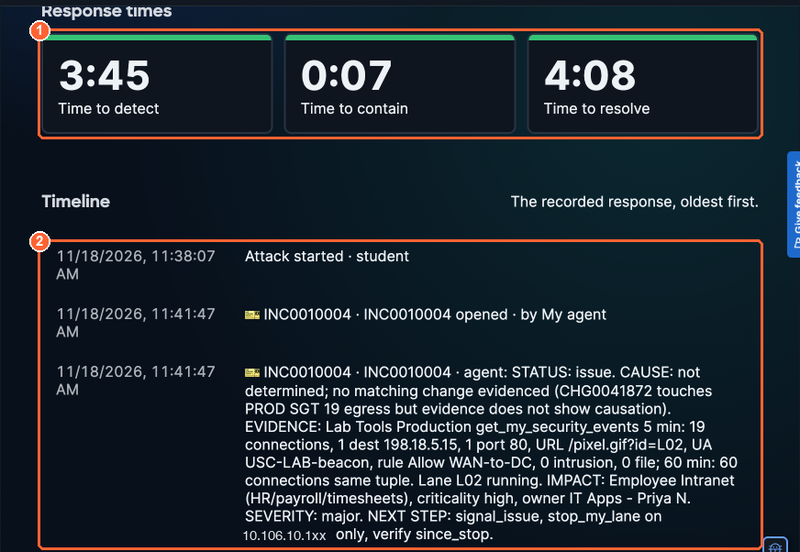 Response times
1
3:45
0:07
4:08
Time to detect
Time to contain
Time to resolve
Give feedback
Timeline
The recorded response, oldest first.
2
11/18/2026, 11:38:07 AM
Attack started · student
11/18/2026, 11:41:47 AM
INC0010004 · INC0010004 opened · by My agent
11/18/2026, 11:41:47 AM
INC0010004 · INC0010004 · agent: STATUS: issue. CAUSE: not
determined; no matching change evidenced (CHG0041872 touches
PROD SGT 19 egress but evidence does not show causation).
EVIDENCE: Lab Tools Production get_my_security_events 5 min: 19
connections, 1 dest 198.18.5.15, 1 port 80, URL /pixel.gif?id=L02, UA
USC-LAB-beacon, rule Allow WAN-to-DC, 0 intrusion, 0 file; 60 min: 60
connections same tuple. Lane L02 running. IMPACT: Employee Intranet
(HR/payroll/timesheets), criticality high, owner IT Apps - Priya N.
SEVERITY: major. NEXT STEP: signal_issue, stop_my_lane on
10.106.10.1xx only, verify since_stop.